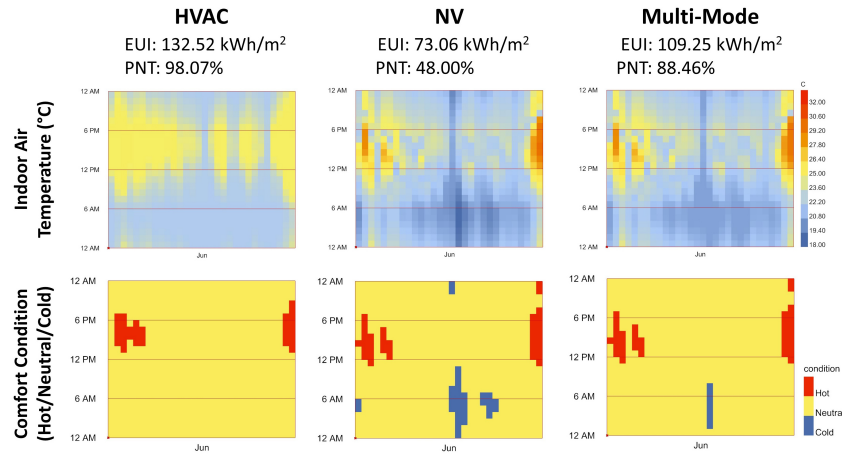 HVAC
EUI: 132.52 kWh/m²
PNT: 98.07%
NV
EUI: 73.06 kWh/m²
PNT: 48.00%
Multi-Mode
EUI: 109.25 kWh/m²
PNT: 88.46%
Indoor Air
Temperature (°C)
12 AM
6 PM
12 PM
6 AM
12 AM
Jun
12 AM
6 PM
12 PM
6 AM
12 AM
Jun
12 AM
6 PM
12 PM
6 AM
12 AM
Jun
C
32.00
30.60
29.20
27.80
26.40
25.00
23.60
22.20
20.80
19.40
18.00
Comfort Condition
(Hot/Neutral/Cold)
12 AM
6 PM
12 PM
6 AM
12 AM
Jun
12 AM
6 PM
12 PM
6 AM
12 AM
Jun
12 AM
6 PM
12 PM
6 AM
12 AM
Jun
condition
Hot
Neutra
Cold